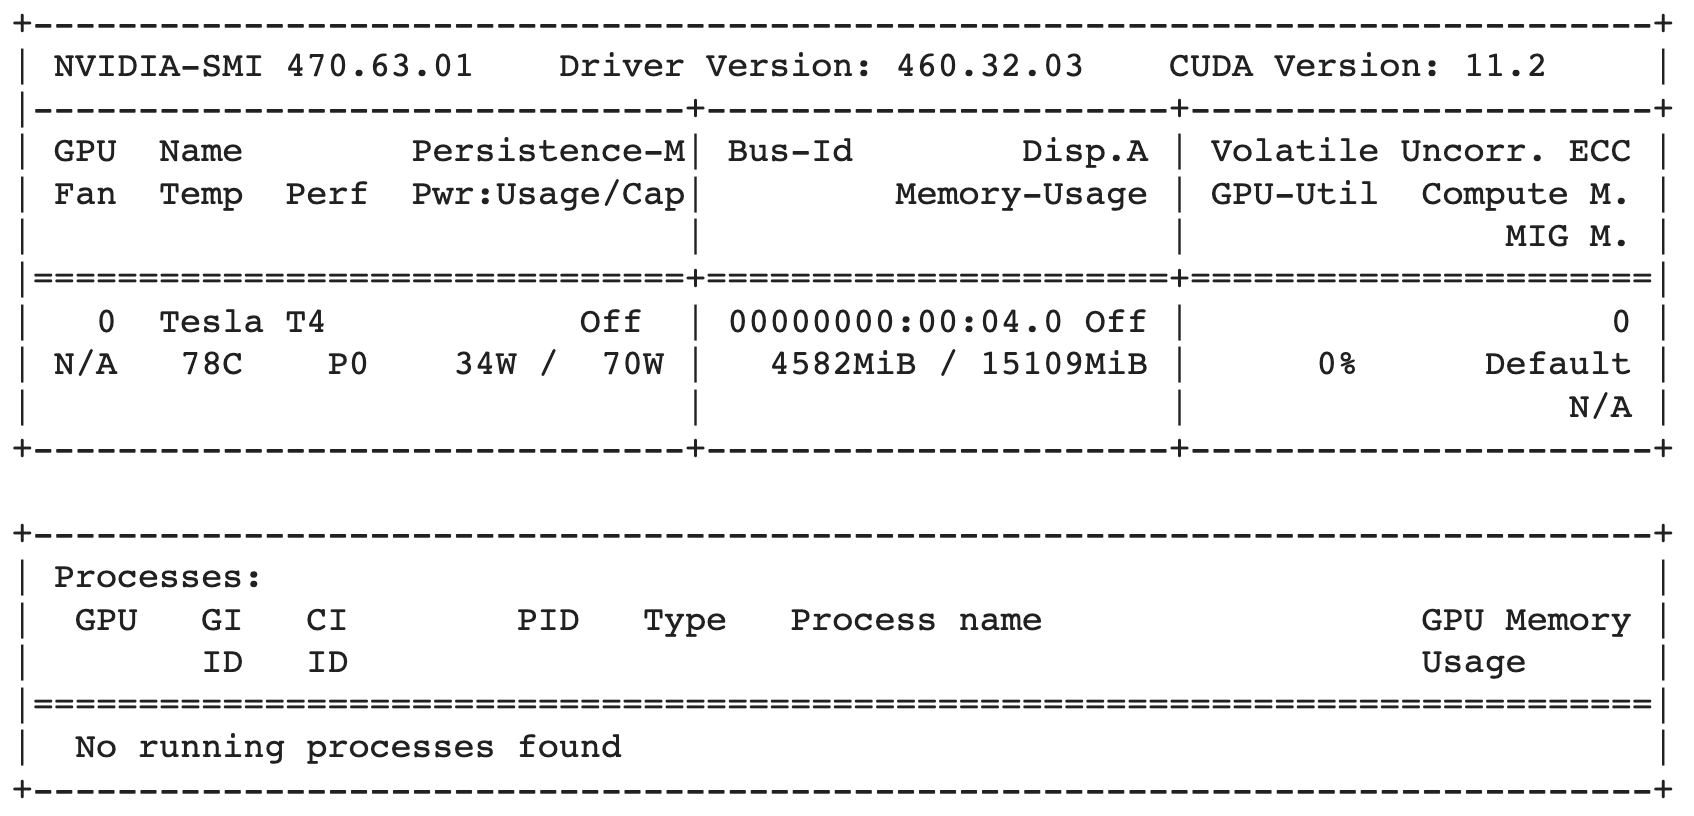 +-----------------------------------------------------------------------------+
| NVIDIA-SMI 470.63.01    Driver Version: 460.32.03    CUDA Version: 11.2     |
|-------------------------------+----------------------+----------------------+
| GPU  Name        Persistence-M| Bus-Id        Disp.A | Volatile Uncorr. ECC |
| Fan  Temp  Perf  Pwr:Usage/Cap|         Memory-Usage | GPU-Util  Compute M. |
|                               |                      |               MIG M. |
|===============================+======================+======================|
|   0  Tesla T4            Off  | 00000000:00:04.0 Off |                    0 |
| N/A   78C    P0    34W /  70W |   4582MiB / 15109MiB |      0%      Default |
|                               |                      |                  N/A |
+-------------------------------+----------------------+----------------------+

+-----------------------------------------------------------------------------+
| Processes:                                                                  |
|  GPU   GI   CI        PID   Type   Process name                  GPU Memory |
|        ID   ID                                                   Usage      |
|=============================================================================|
|  No running processes found                                                 |
+-----------------------------------------------------------------------------+